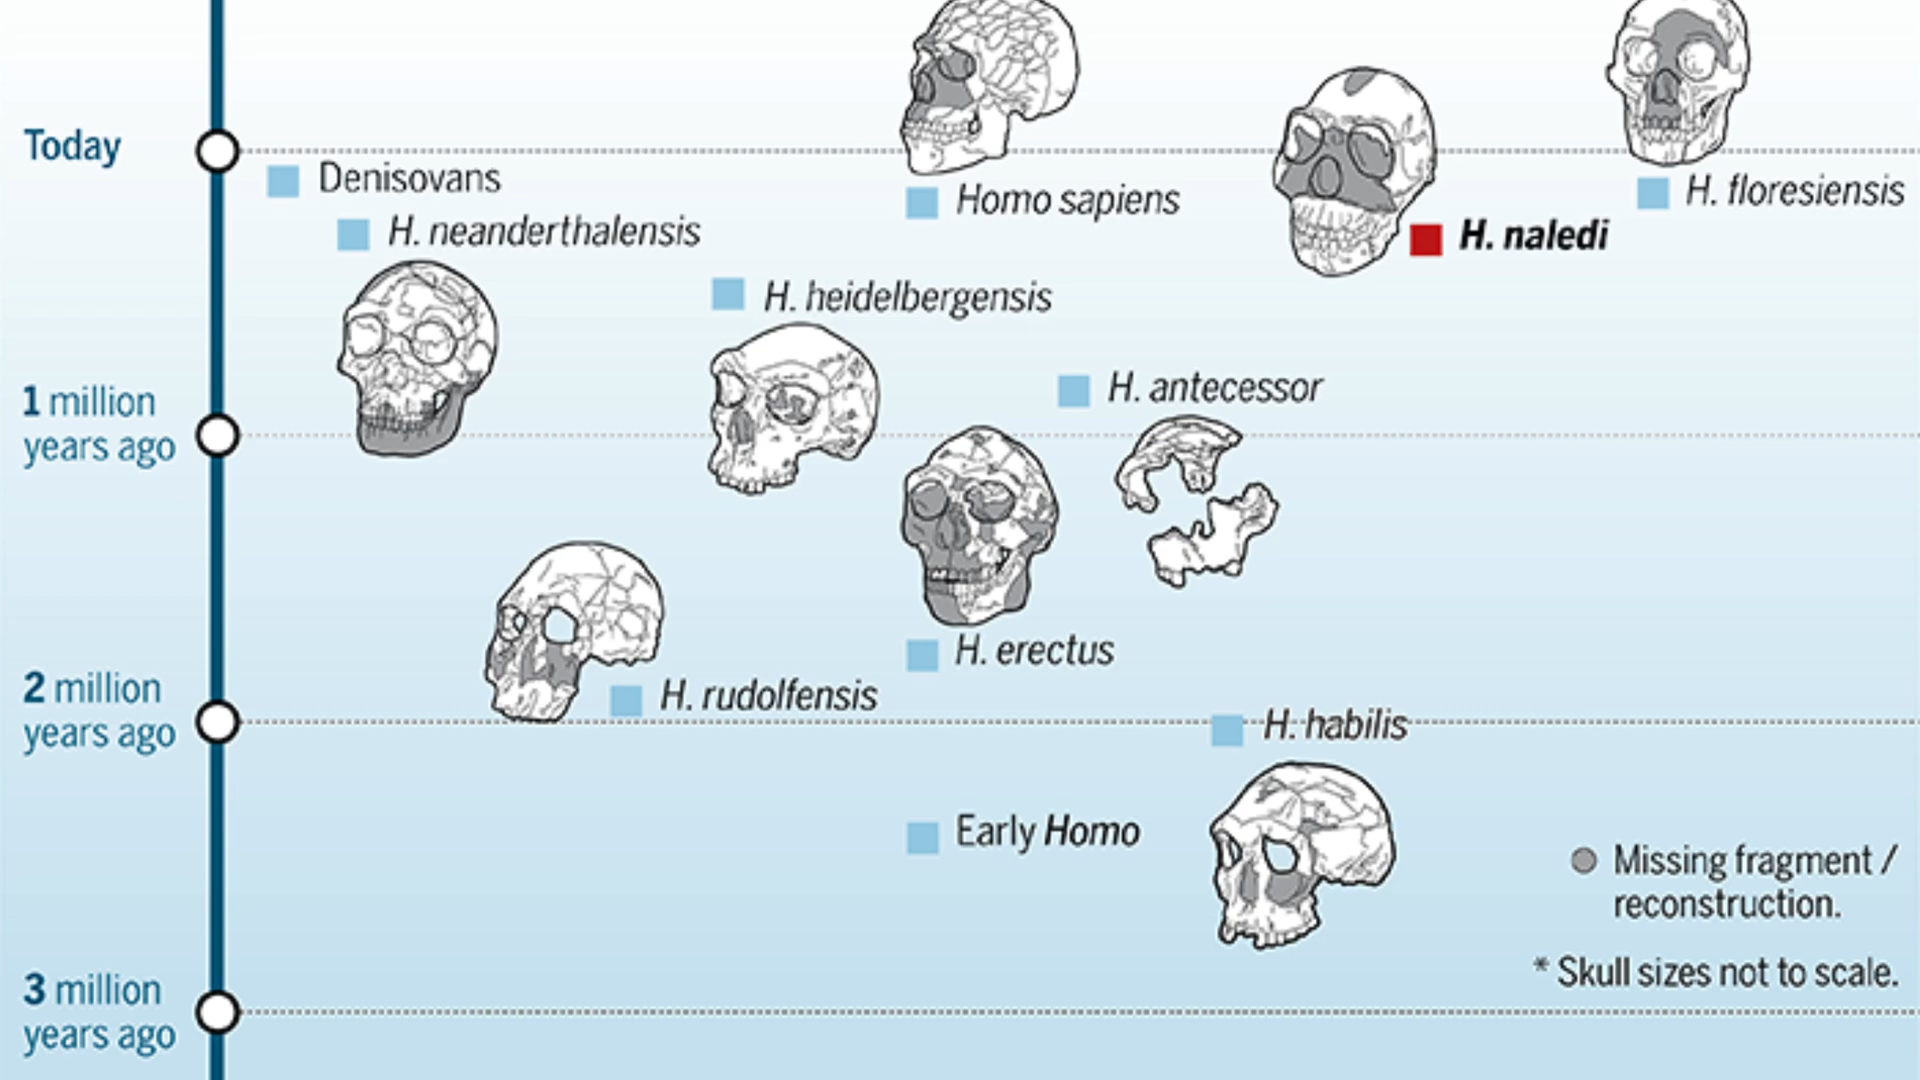 Today
Denisovans
H. neanderthalensis
Homo sapiens
H. floresiensis
H. naledi
H. heidelbergensis
1 million
years ago
H. antecessor
H. erectus
2 million
years ago
H. rudolfensis
H. habilis
Early Homo
Missing fragment /
reconstruction.
* Skull sizes not to scale.
3 million
years ago